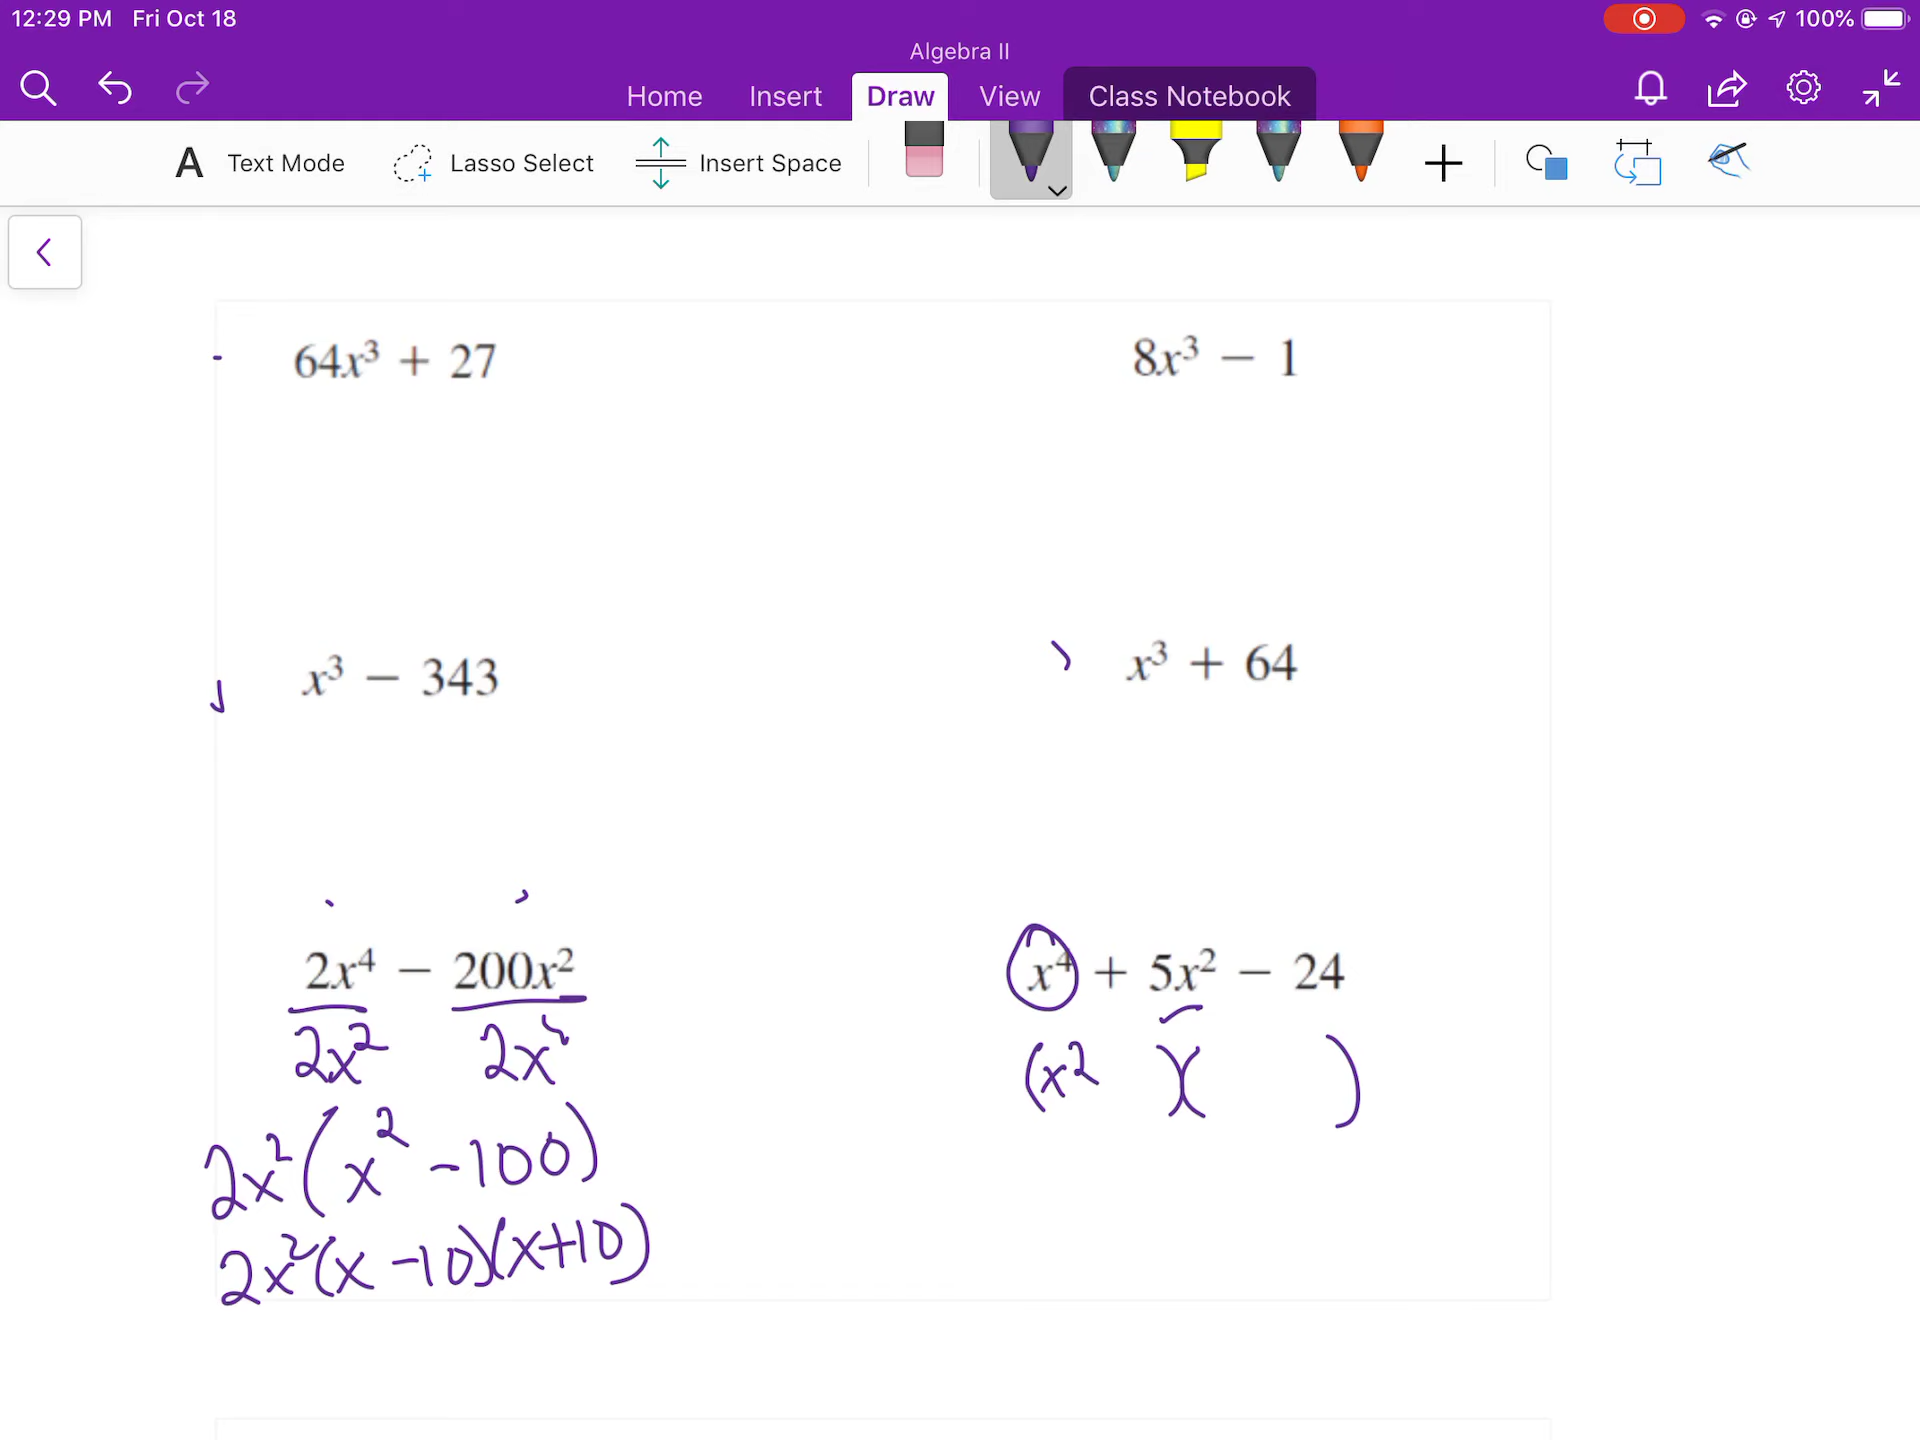 12:29 PM Fri Oct 18 100%
Algebra II
Home Insert Draw View Class Notebook
A Text Mode Lasso Select Insert Space
64x³ + 27
8x³ − 1
x³ − 343
x³ + 64
2x⁴ − 200x²
x⁴ + 5x² − 24
2x² 2x²
(x² )( )
2x²(x² -100)
2x²(x -10)(x+10)